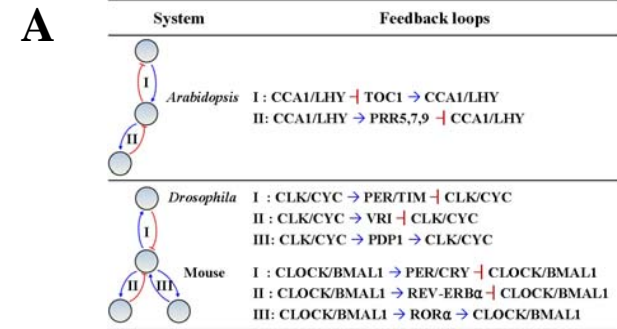 A
System Feedback loops
I
II
Arabidopsis
I : CCA1/LHY ⊣ TOC1 → CCA1/LHY
II: CCA1/LHY → PRR5,7,9 ⊣ CCA1/LHY
I
II III
Drosophila
I : CLK/CYC → PER/TIM ⊣ CLK/CYC
II : CLK/CYC → VRI ⊣ CLK/CYC
III: CLK/CYC → PDP1 → CLK/CYC
Mouse
I : CLOCK/BMAL1 → PER/CRY ⊣ CLOCK/BMAL1
II : CLOCK/BMAL1 → REV-ERBα ⊣ CLOCK/BMAL1
III: CLOCK/BMAL1 → RORα → CLOCK/BMAL1